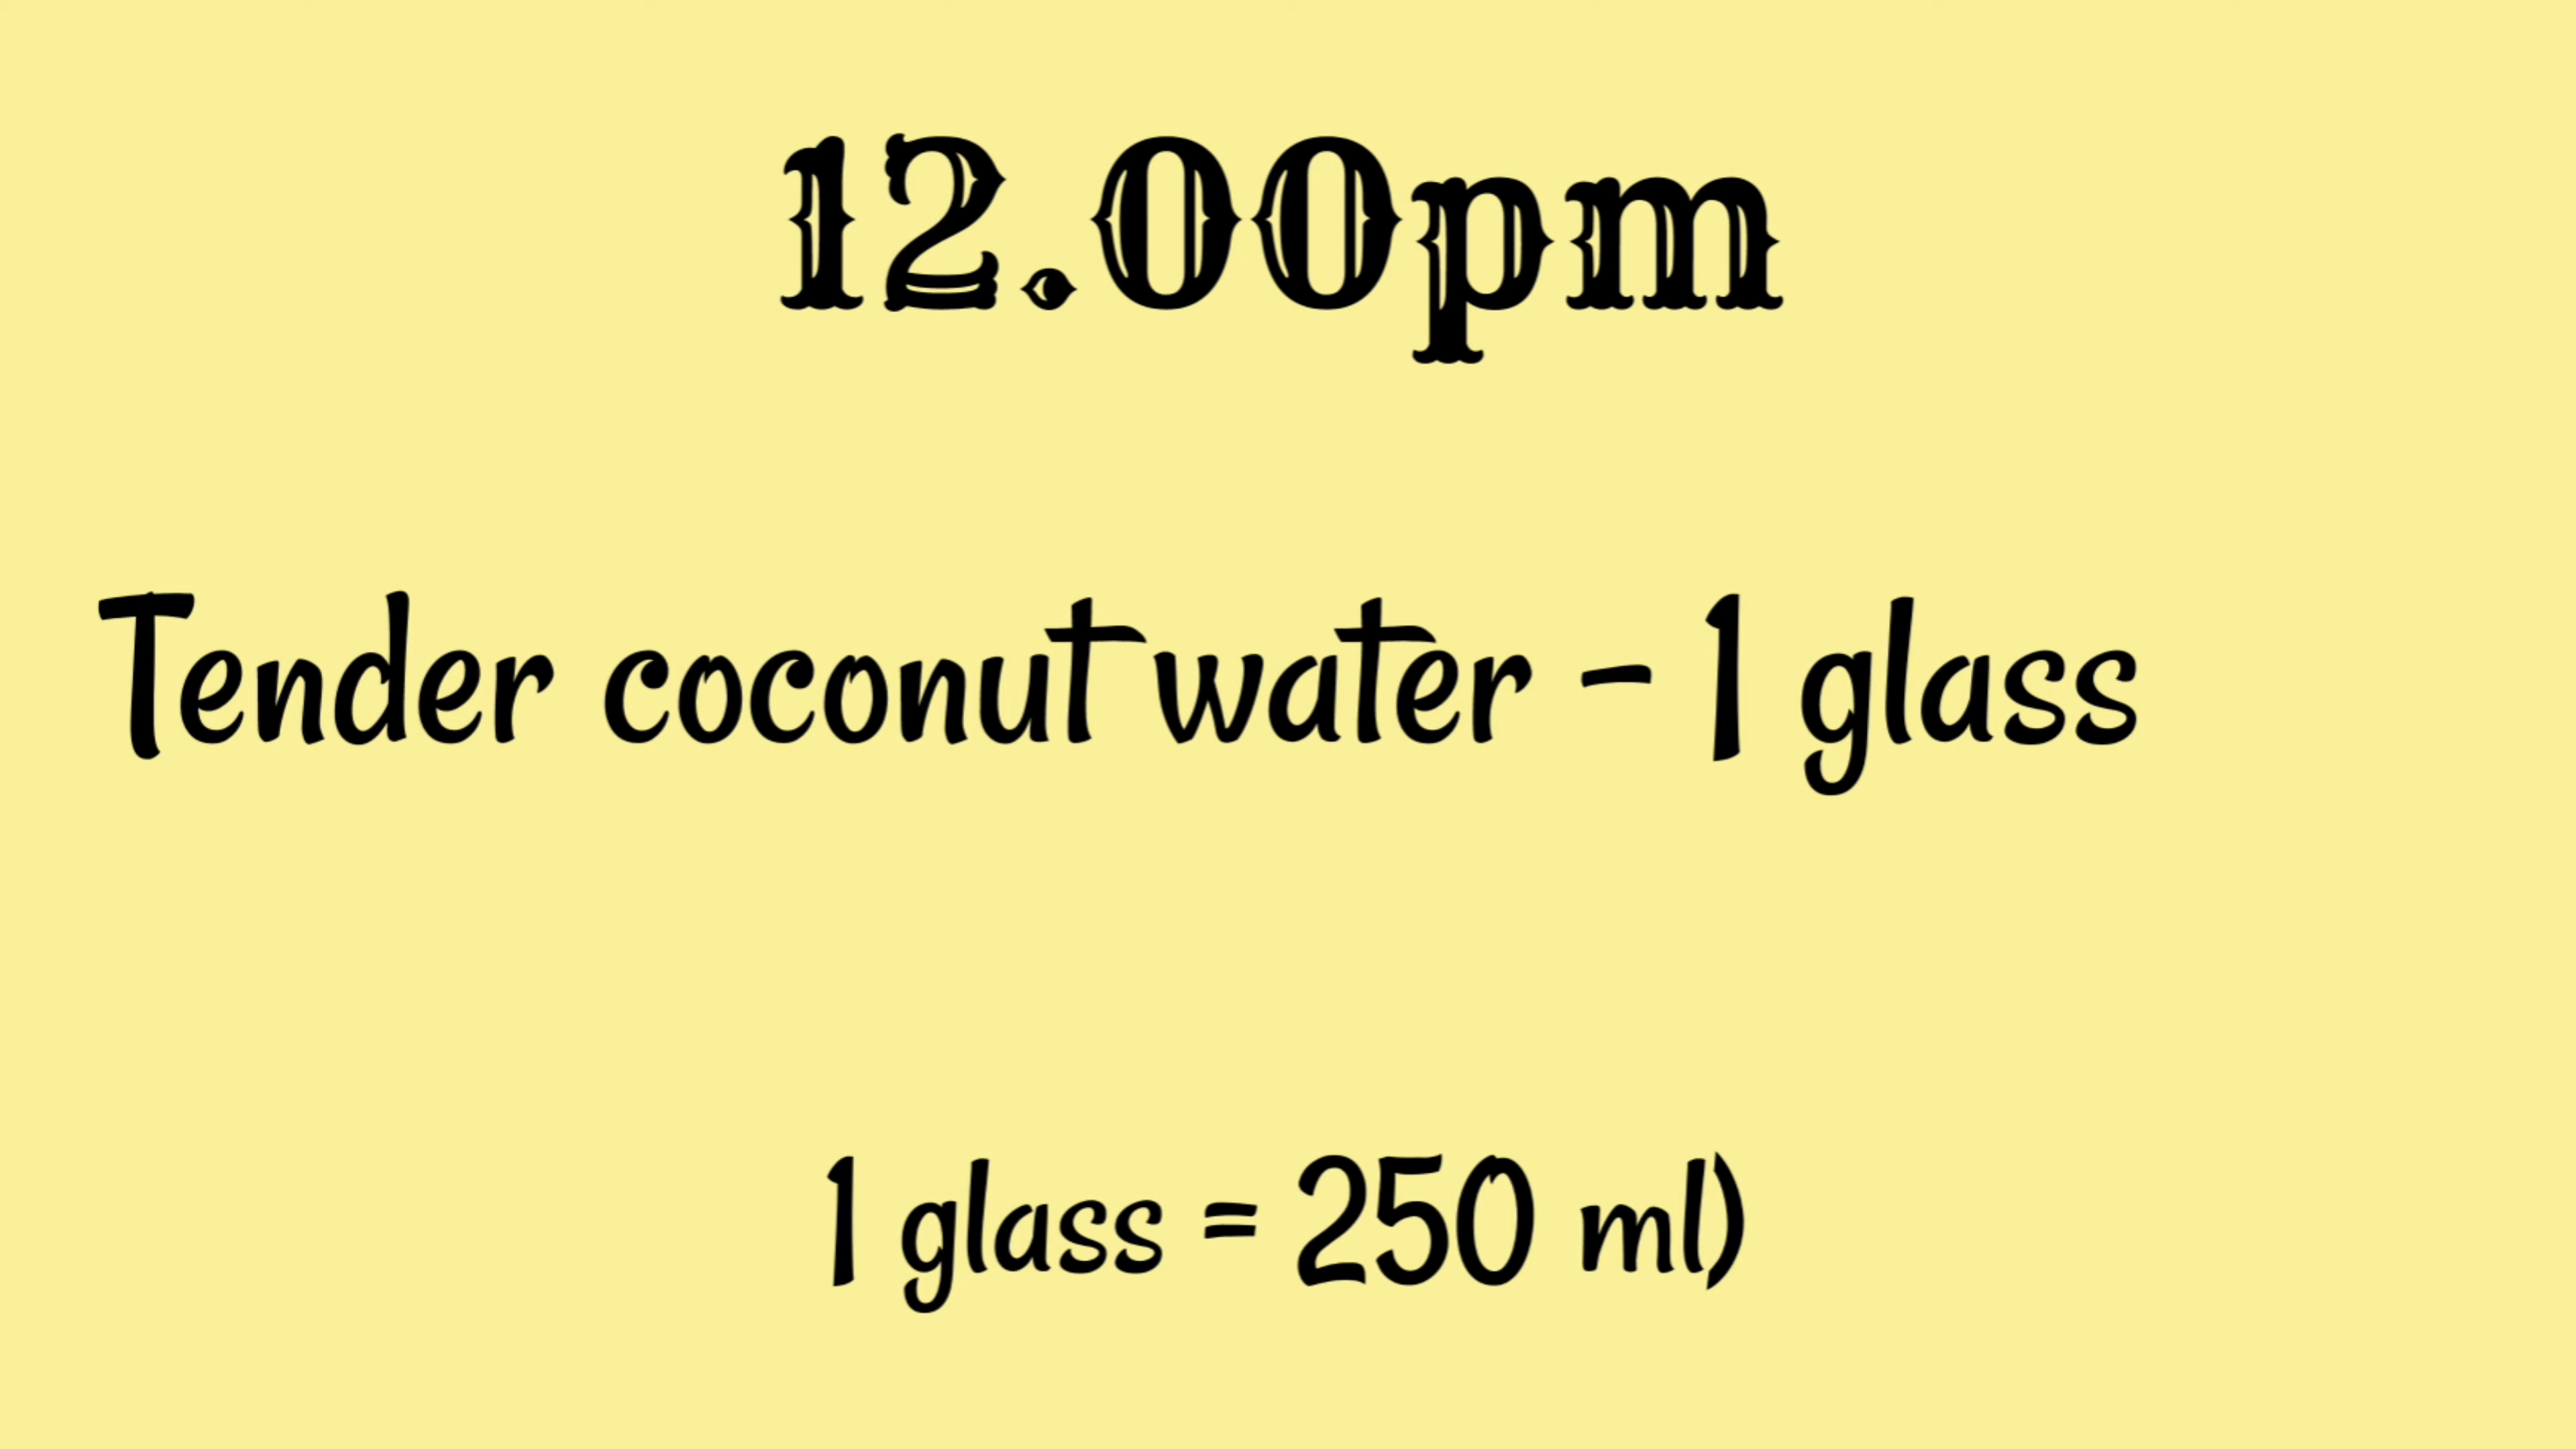 12.00pm
Tender coconut water - 1 glass
1 glass = 250 ml)